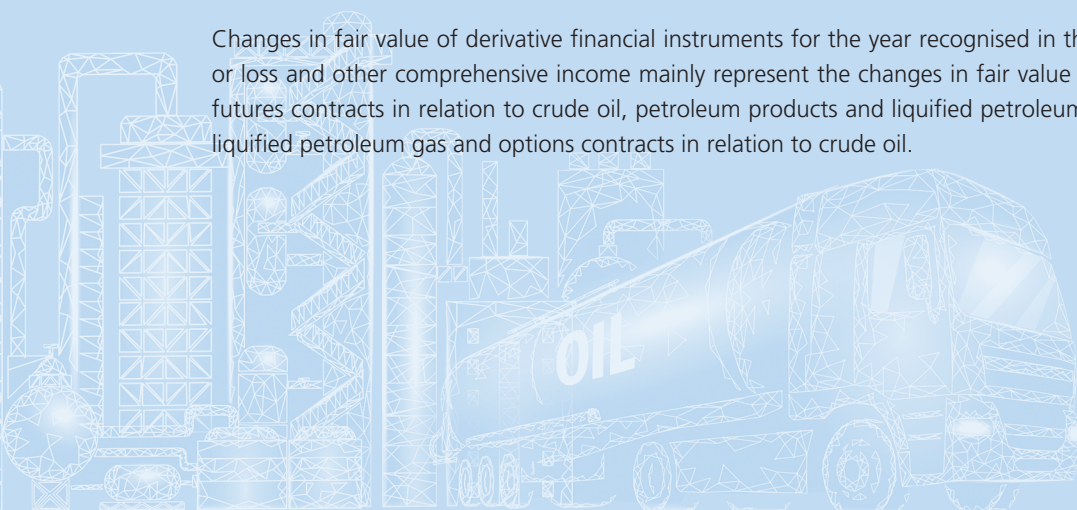 Changes in fair value of derivative financial instruments for the year recognised in
or loss and other comprehensive income mainly represent the changes in fair value
futures contracts in relation to crude oil, petroleum products and liquified petroleum
liquified petroleum gas and options contracts in relation to crude oil.
OIL